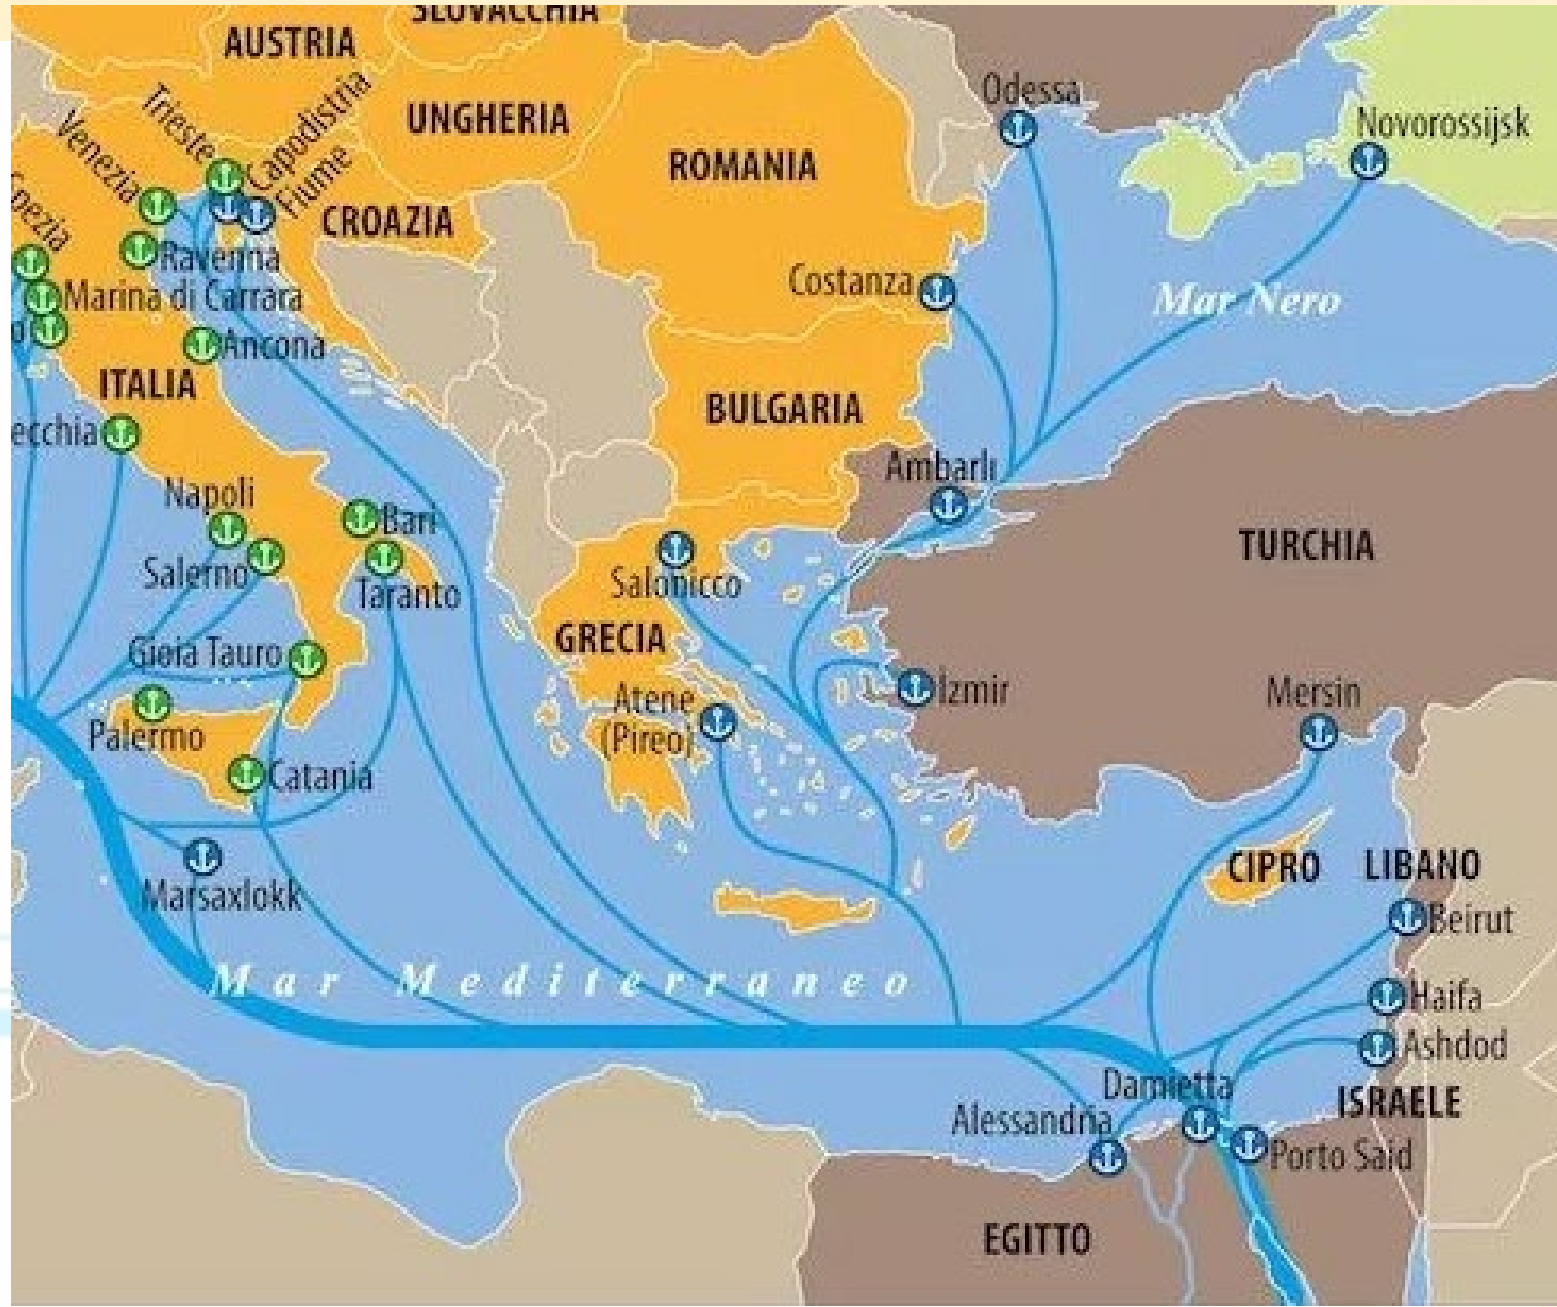 SLOVACCHIA
AUSTRIA
UNGHERIA
ROMANIA
Odessa
Novorossijsk
Trieste
Capodistria
Venezia
Fiume
CROAZIA
Ravenna
Marina di Carrara
Ancona
ITALIA
Costanza
Mar Nero
BULGARIA
Ambarlı
Napoli
Bari
Salerno
Taranto
Salonicco
TURCHIA
GRECIA
Gioia Tauro
Atene
(Pireo)
Izmir
Mersin
Palermo
Catania
Marsaxlokk
CIPRO
LIBANO
Beirut
Mar Mediterraneo
Haifa
Ashdod
Damietta
ISRAELE
Alessandria
Porto Said
EGITTO